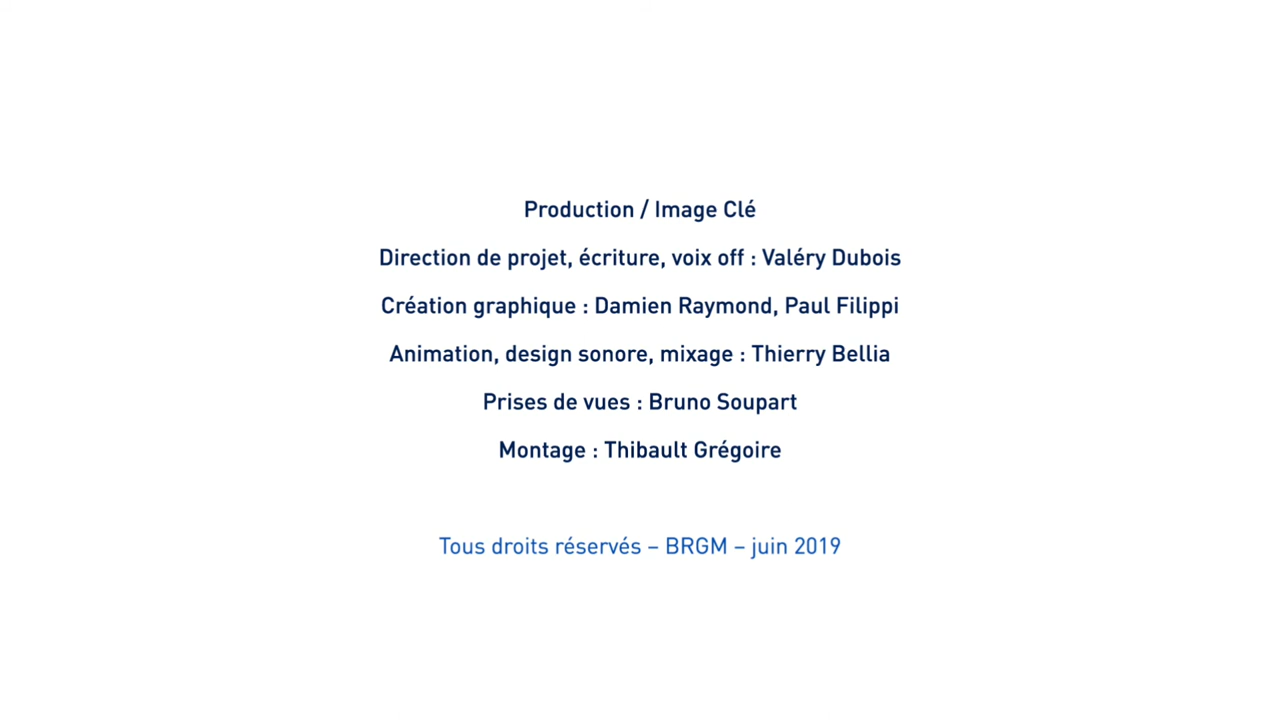 Production / Image Clé
Direction de projet, écriture, voix off : Valéry Dubois
Création graphique : Damien Raymond, Paul Filippi
Animation, design sonore, mixage : Thierry Bellia
Prises de vues : Bruno Soupart
Montage : Thibault Grégoire
Tous droits réservés – BRGM – juin 2019